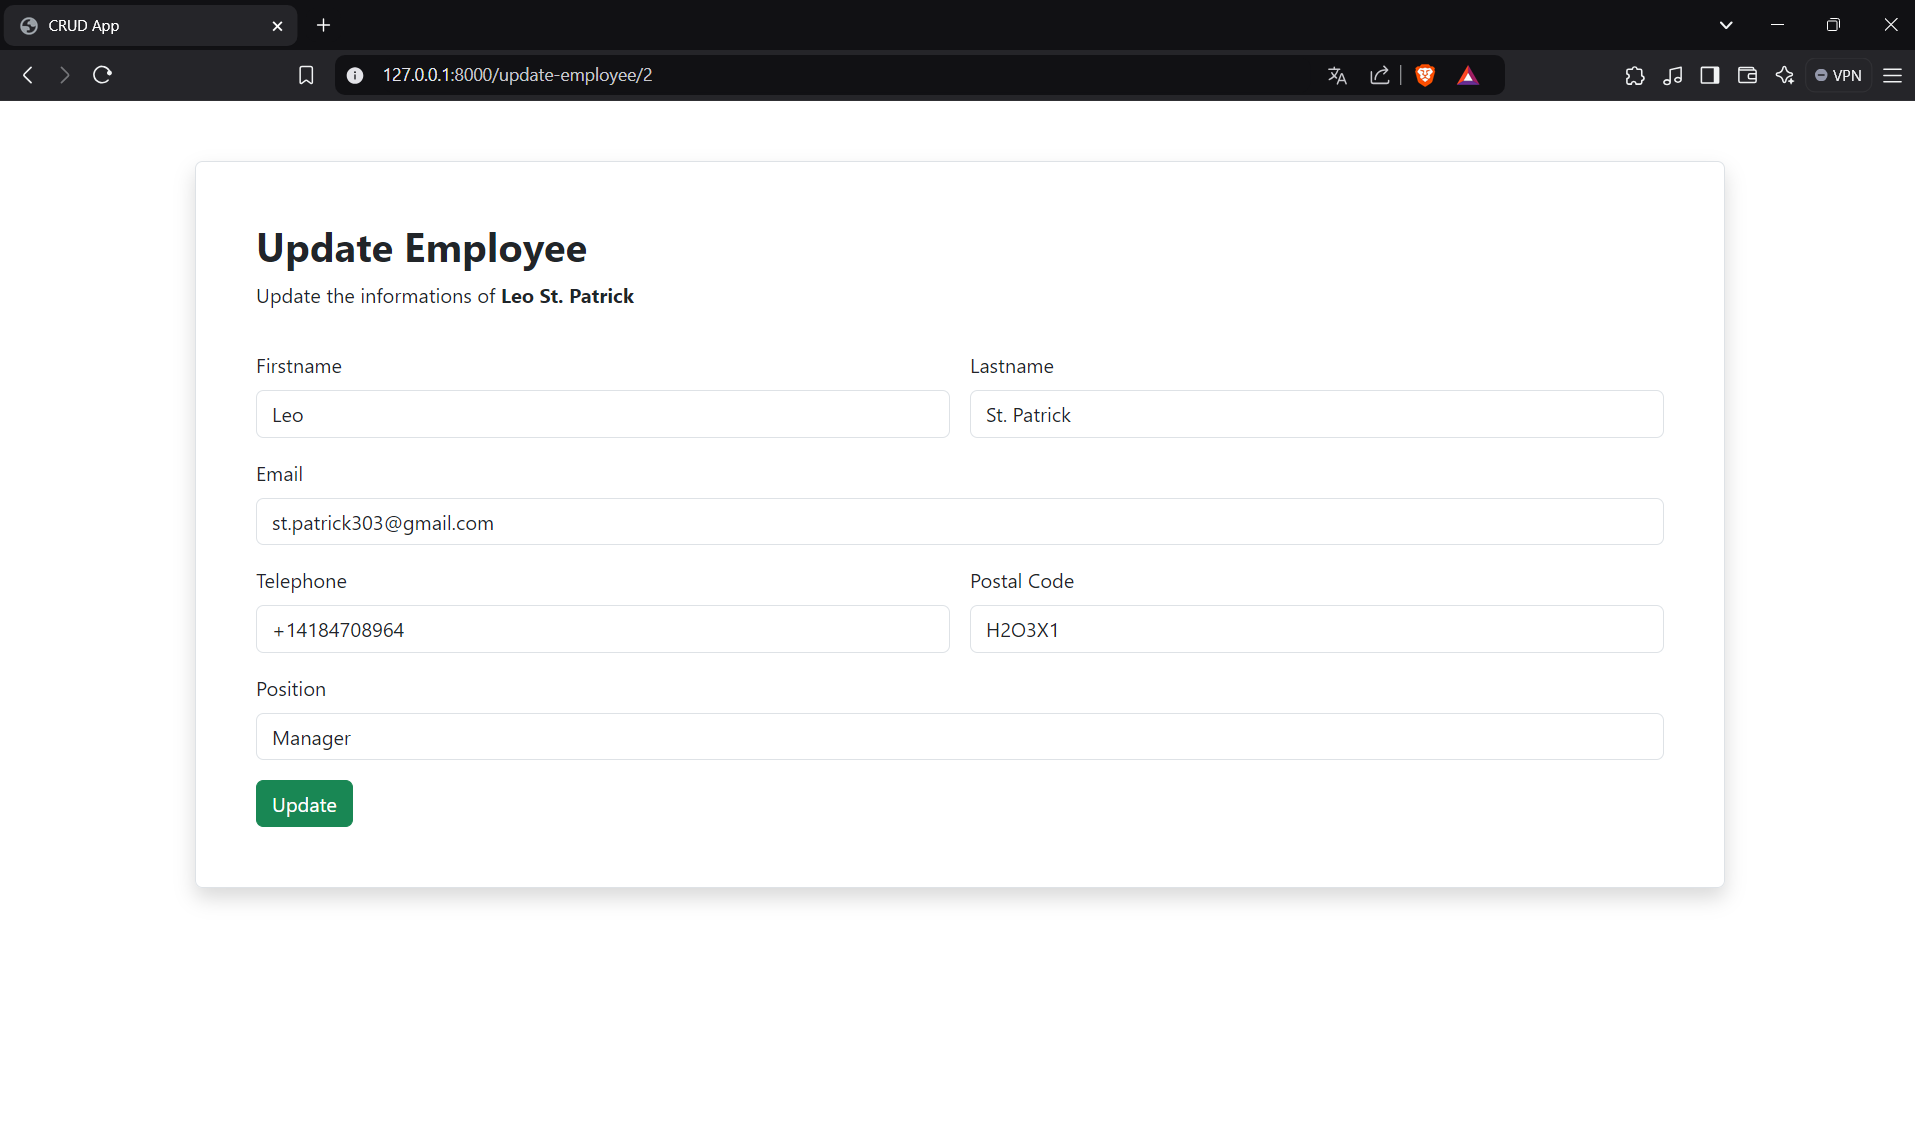 CRUD App
127.0.0.1:8000/update-employee/2
VPN
Update Employee
Update the informations of Leo St. Patrick
Firstname
Lastname
Leo
St. Patrick
Email
st.patrick303@gmail.com
Telephone
Postal Code
+14184708964
H2O3X1
Position
Manager
Update